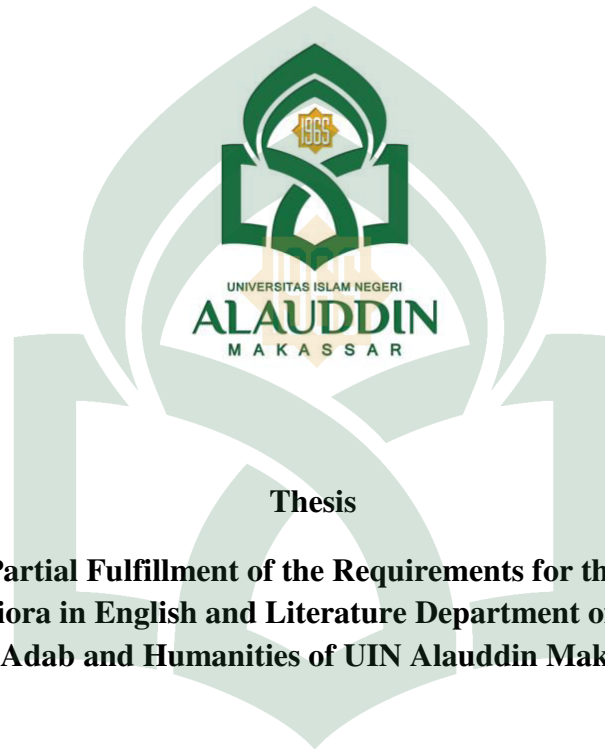 1965
UNIVERSITAS ISLAM NEGERI
ALAUDDIN
MAKASSAR
Thesis
Partial Fulfillment of the Requirements for th
iora in English and Literature Department o
Adab and Humanities of UIN Alauddin Mak